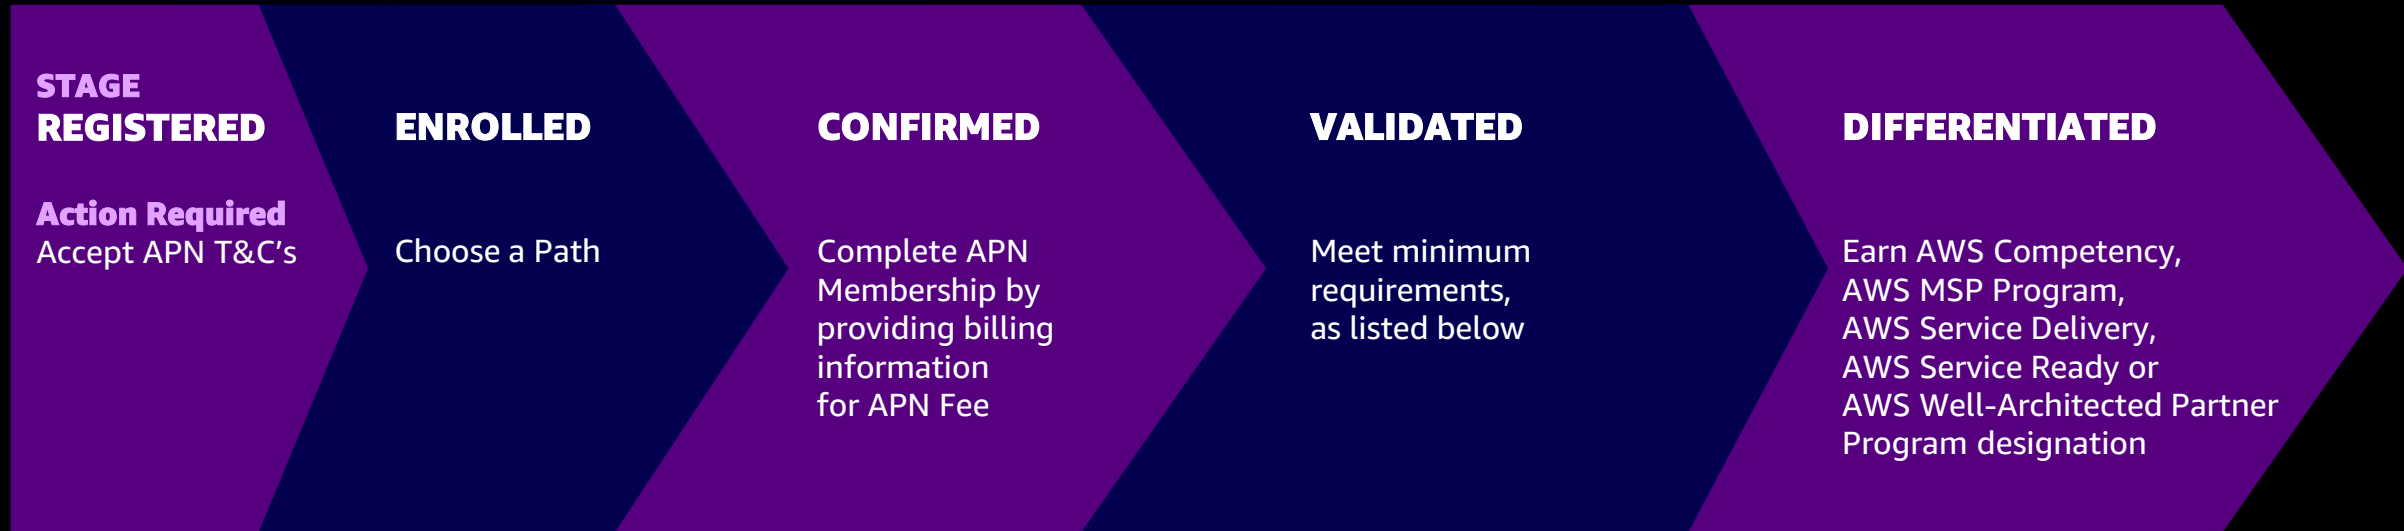 STAGE
REGISTERED
Action Required
Accept APN T&C’s
ENROLLED
Choose a Path
CONFIRMED
Complete APN
Membership by
providing billing
information
for APN Fee
VALIDATED
Meet minimum
requirements,
as listed below
DIFFERENTIATED
Earn AWS Competency,
AWS MSP Program,
AWS Service Delivery,
AWS Service Ready or
AWS Well-Architected Partner
Program designation